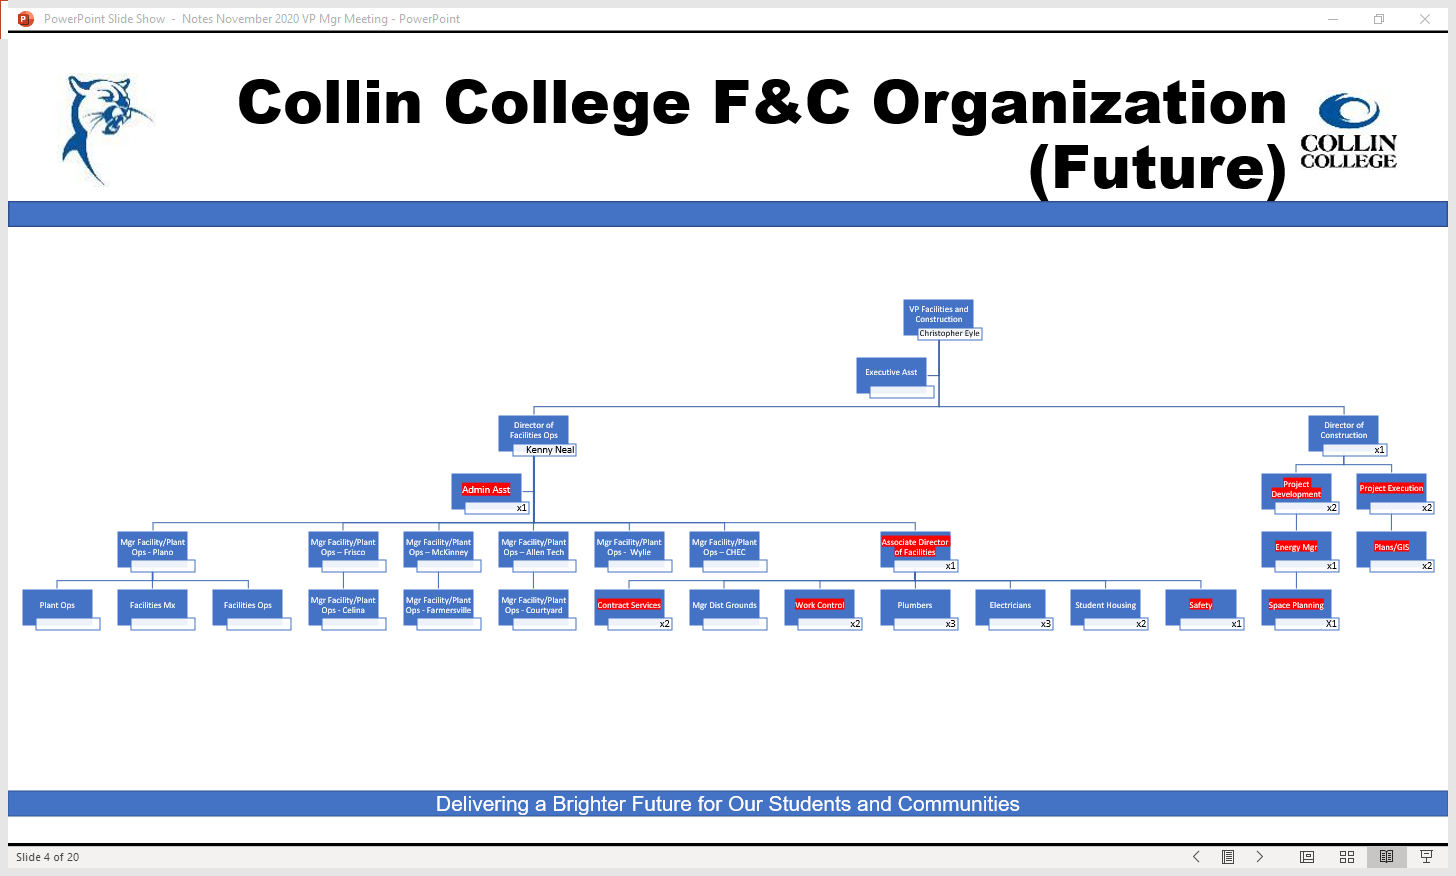 PowerPoint Slide Show - Notes November 2020 VP Mgr Meeting - PowerPoint
Collin College F&C Organization
(Future)
COLLIN
COLLEGE
VP Facilities and
Construction
Christopher Eyle
Executive Asst
Director of
Facilities Ops
Kenny Neal
Director of
Construction
x1
Admin Asst
x1
Project
Development
x2
Project Execution
x2
Mgr Facility/Plant
Ops - Plano
Mgr Facility/Plant
Ops – Frisco
Mgr Facility/Plant
Ops – McKinney
Mgr Facility/Plant
Ops – Allen Tech
Mgr Facility/Plant
Ops - Wylie
Mgr Facility/Plant
Ops – CHEC
Associate Director
of Facilities
x1
Energy Mgr
x1
Plans/GIS
x2
Plant Ops
Facilities Mx
Facilities Ops
Mgr Facility/Plant
Ops - Celina
Mgr Facility/Plant
Ops - Farmersville
Mgr Facility/Plant
Ops - Courtyard
Contract Services
x2
Mgr Dist Grounds
Work Control
x2
Plumbers
x3
Electricians
x3
Student Housing
x2
Safety
x1
Space Planning
X1
Delivering a Brighter Future for Our Students and Communities
Slide 4 of 20